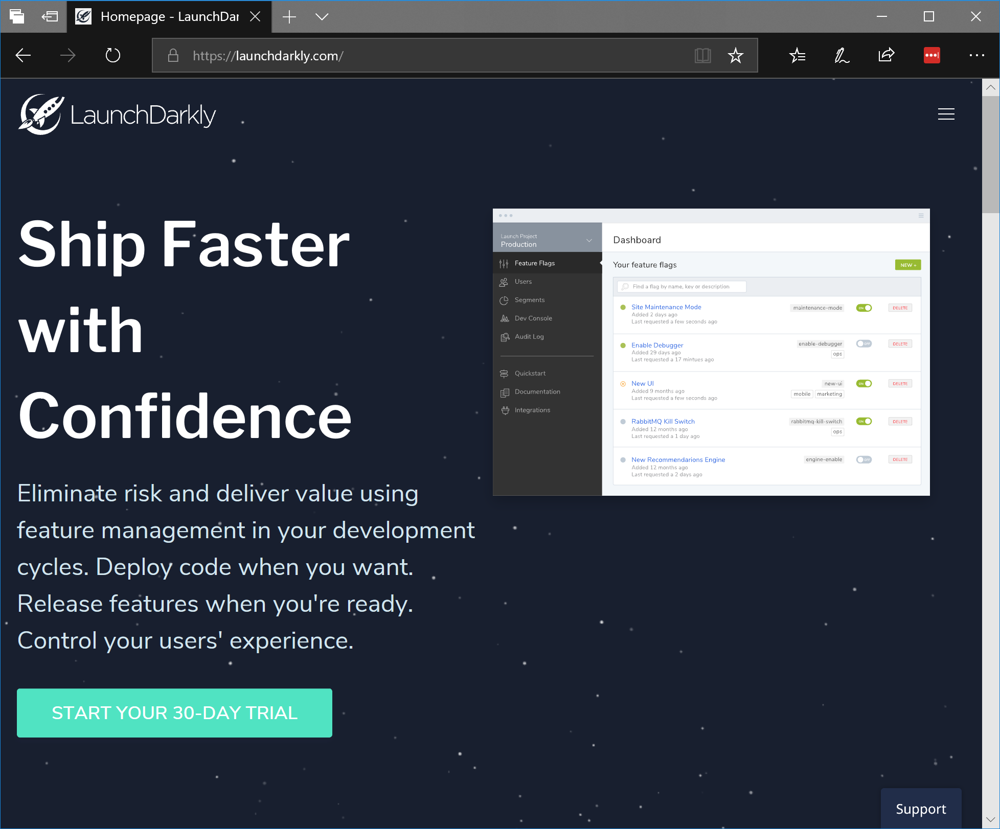 Homepage - LaunchDar
https://launchdarkly.com/
LaunchDarkly
Ship Faster
with
Confidence
Eliminate risk and deliver value using
feature management in your development
cycles. Deploy code when you want.
Release features when you're ready.
Control your users' experience.
START YOUR 30-DAY TRIAL
Launch Project
Production
Feature Flags
Users
Segments
Dev Console
Audit Log
Quickstart
Documentation
Integrations
Dashboard
Your feature flags
NEW +
Find a flag by name, key or description
Site Maintenance Mode
maintenance-mode
ON
DELETE
Added 2 days ago
Last requested a few seconds ago
Enable Debugger
enable-debugger
OFF
DELETE
Added 29 days ago
ops
Last requested a 17 mintues ago
New UI
new-ui
ON
DELETE
Added 9 months ago
mobile
marketing
Last requested a few seconds ago
RabbitMQ Kill Switch
rabbitmq-kill-switch
ON
DELETE
Added 12 months ago
ops
Last requested a 1 day ago
New Recommendarions Engine
engine-enable
OFF
DELETE
Added 12 months ago
Last requested a 2 days ago
Support